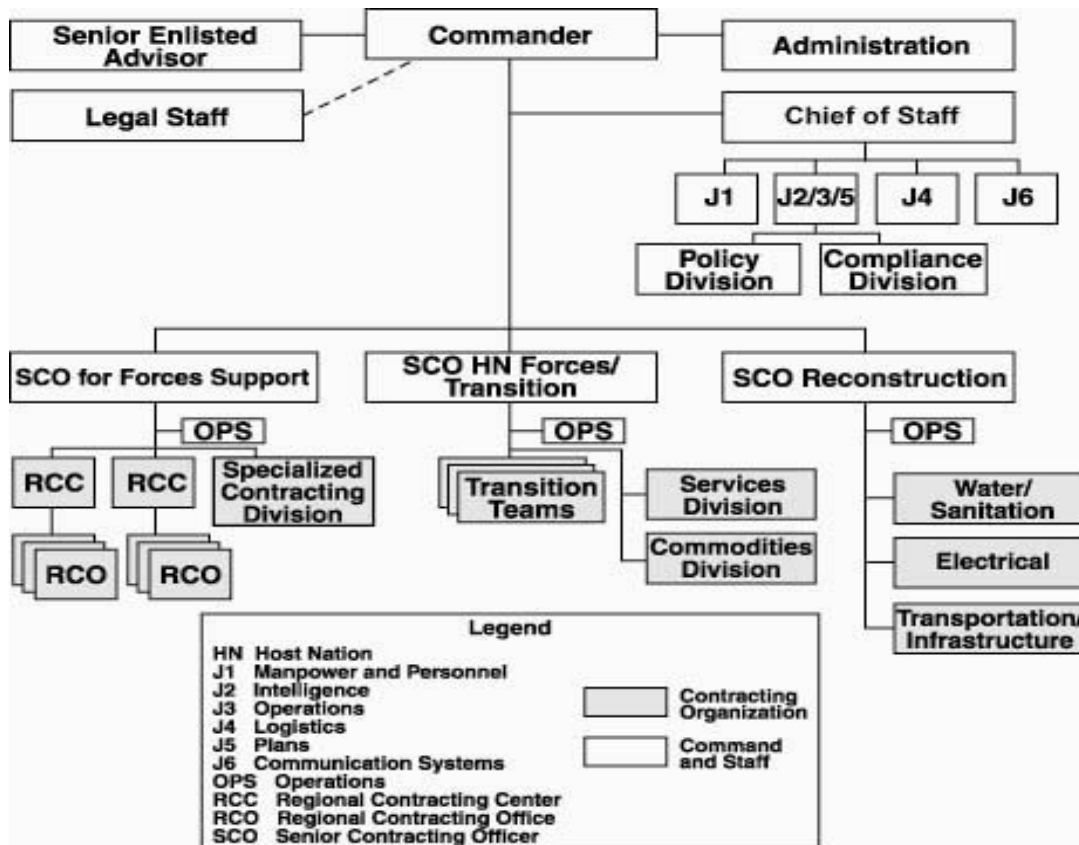 Senior Enlisted
Advisor
Commander
Administration
Legal Staff
Chief of Staff
J1
J2/3/5
J4
J6
Policy
Division
Compliance
Division
SCO for Forces Support
SCO HN Forces/
Transition
SCO Reconstruction
OPS
OPS
OPS
RCC
RCC
Specialized
Contracting
Division
Transition
Teams
Services
Division
Water/
Sanitation
RCO
RCO
Commodities
Division
Electrical
Transportation/
Infrastructure
Legend
HN Host Nation
J1 Manpower and Personnel
J2 Intelligence
J3 Operations
J4 Logistics
J5 Plans
J6 Communication Systems
OPS Operations
RCC Regional Contracting Center
RCO Regional Contracting Office
SCO Senior Contracting Officer
Contracting
Organization
Command
and Staff